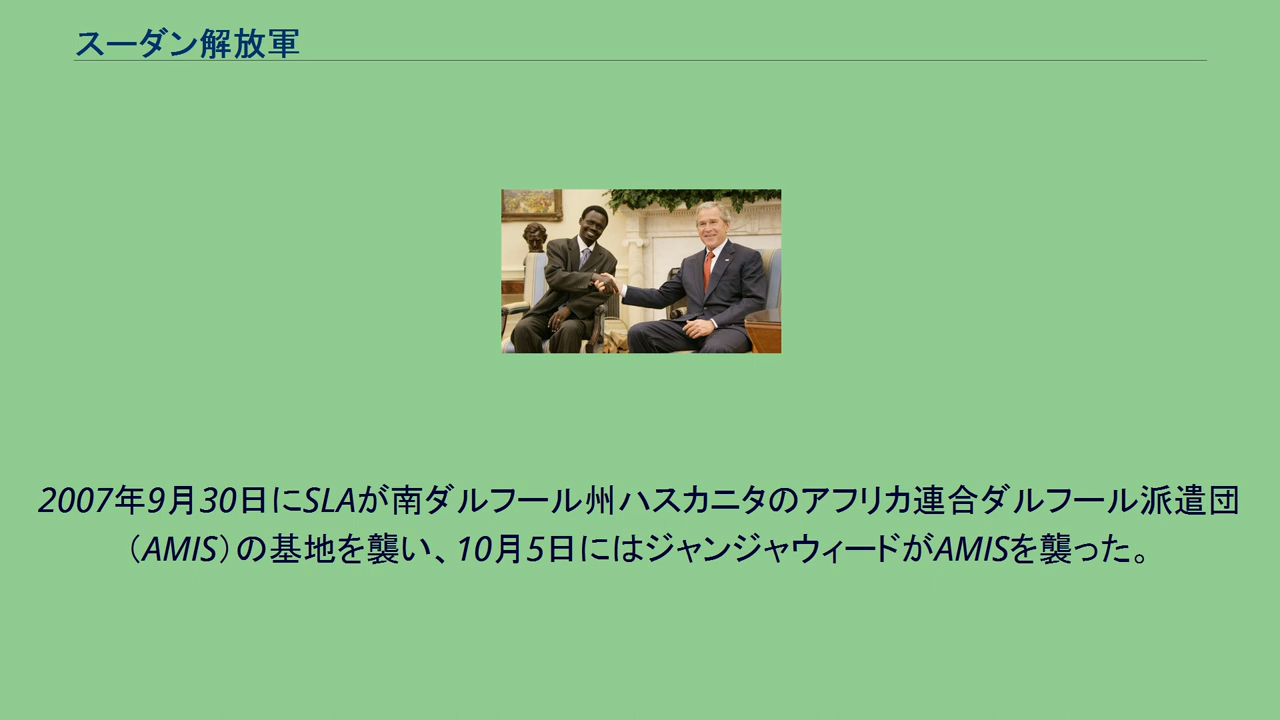 スーダン解放軍
2007年9月30日にSLAが南ダルフール州ハスカニタのアフリカ連合ダルフール派遣団
（AMIS）の基地を襲い、10月5日にはジャンジャウィードがAMISを襲った。